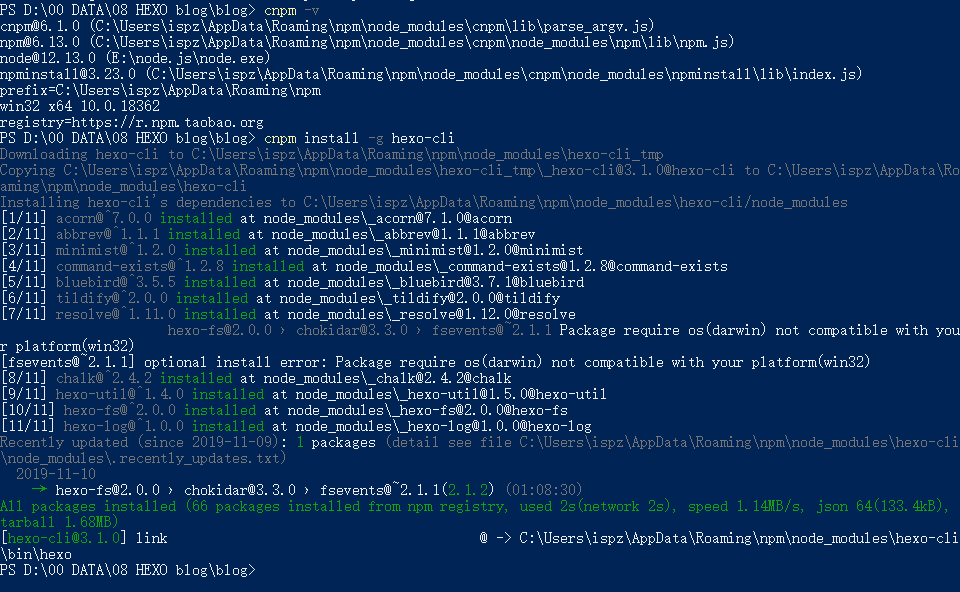 PS D:\00 DATA\08 HEXO blog\blog> cnpm -v
cnpm@6.1.0 (C:\Users\ispz\AppData\Roaming\npm\node_modules\cnpm\lib\parse_argv.js)
npm@6.13.0 (C:\Users\ispz\AppData\Roaming\npm\node_modules\cnpm\node_modules\npm\lib\npm.js)
node@12.13.0 (E:\node.js\node.exe)
npminstall@3.23.0 (C:\Users\ispz\AppData\Roaming\npm\node_modules\cnpm\node_modules\npminstall\lib\index.js)
prefix=C:\Users\ispz\AppData\Roaming\npm
win32 x64 10.0.18362
registry=https://r.npm.taobao.org
PS D:\00 DATA\08 HEXO blog\blog> cnpm install -g hexo-cli
Downloading hexo-cli to C:\Users\ispz\AppData\Roaming\npm\node_modules\hexo-cli_tmp
Copying C:\Users\ispz\AppData\Roaming\npm\node_modules\hexo-cli_tmp\_hexo-cli@3.1.0@hexo-cli to C:\Users\ispz\AppData\Ro
aming\npm\node_modules\hexo-cli
Installing hexo-cli's dependencies to C:\Users\ispz\AppData\Roaming\npm\node_modules\hexo-cli/node_modules
[1/11] acorn@^7.0.0 installed at node_modules\_acorn@7.1.0@acorn
[2/11] abbrev@^1.1.1 installed at node_modules\_abbrev@1.1.1@abbrev
[3/11] minimist@^1.2.0 installed at node_modules\_minimist@1.2.0@minimist
[4/11] command-exists@^1.2.8 installed at node_modules\_command-exists@1.2.8@command-exists
[5/11] bluebird@^3.5.5 installed at node_modules\_bluebird@3.7.1@bluebird
[6/11] tildify@^2.0.0 installed at node_modules\_tildify@2.0.0@tildify
[7/11] resolve@^1.11.0 installed at node_modules\_resolve@1.12.0@resolve
hexo-fs@2.0.0 › chokidar@3.3.0 › fsevents@~2.1.1 Package require os(darwin) not compatible with you
r platform(win32)
[fsevents@~2.1.1] optional install error: Package require os(darwin) not compatible with your platform(win32)
[8/11] chalk@^2.4.2 installed at node_modules\_chalk@2.4.2@chalk
[9/11] hexo-util@^1.4.0 installed at node_modules\_hexo-util@1.5.0@hexo-util
[10/11] hexo-fs@^2.0.0 installed at node_modules\_hexo-fs@2.0.0@hexo-fs
[11/11] hexo-log@^1.0.0 installed at node_modules\_hexo-log@1.0.0@hexo-log
Recently updated (since 2019-11-09): 1 packages (detail see file C:\Users\ispz\AppData\Roaming\npm\node_modules\hexo-cli
\node_modules\.recently_updates.txt)
2019-11-10
→ hexo-fs@2.0.0 › chokidar@3.3.0 › fsevents@~2.1.1(2.1.2) (01:08:30)
All packages installed (66 packages installed from npm registry, used 2s(network 2s), speed 1.14MB/s, json 64(133.4kB),
tarball 1.68MB)
[hexo-cli@3.1.0] link @ -> C:\Users\ispz\AppData\Roaming\npm\node_modules\hexo-cli
\bin\hexo
PS D:\00 DATA\08 HEXO blog\blog>